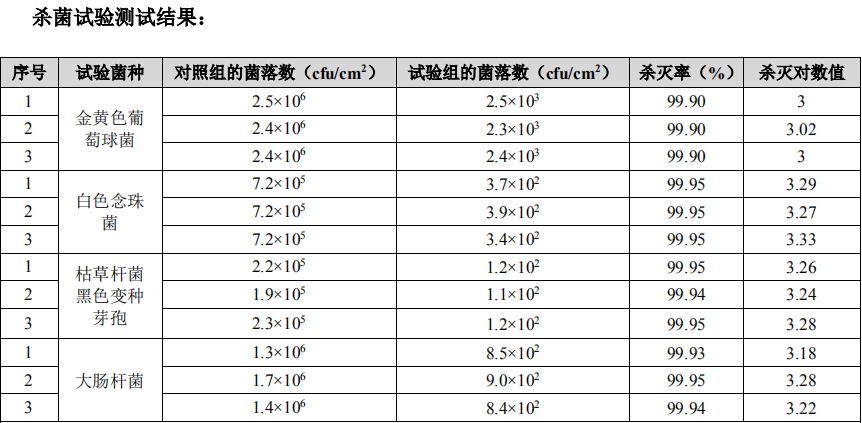 杀菌试验测试结果：
序号 试验菌种 对照组的菌落数（cfu/cm²） 试验组的菌落数（cfu/cm²） 杀灭率（%） 杀灭对数值
1 金黄色葡萄球菌 2.5×10⁶ 2.5×10³ 99.90 3
2 2.4×10⁶ 2.3×10³ 99.90 3.02
3 2.4×10⁶ 2.4×10³ 99.90 3
1 白色念珠菌 7.2×10⁵ 3.7×10² 99.95 3.29
2 7.2×10⁵ 3.9×10² 99.95 3.27
3 7.2×10⁵ 3.4×10² 99.95 3.33
1 枯草杆菌黑色变种芽孢 2.2×10⁵ 1.2×10² 99.95 3.26
2 1.9×10⁵ 1.1×10² 99.94 3.24
3 2.3×10⁵ 1.2×10² 99.95 3.28
1 大肠杆菌 1.3×10⁶ 8.5×10² 99.93 3.18
2 1.7×10⁶ 9.0×10² 99.95 3.28
3 1.4×10⁶ 8.4×10² 99.94 3.22